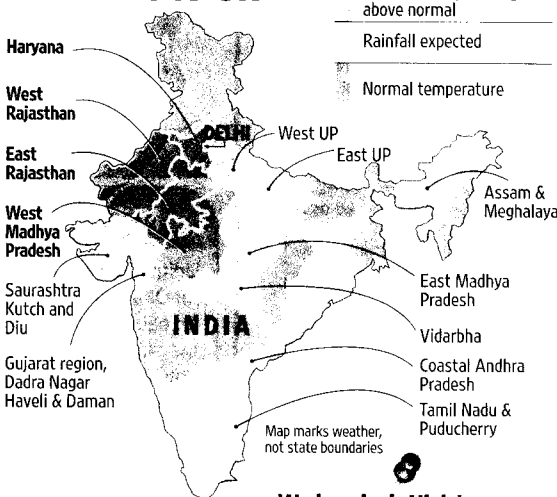 above normal
Rainfall expected
Normal temperature
Haryana
West
Rajasthan
East
Rajasthan
West
Madhya
Pradesh
Saurashtra
Kutch and
Diu
Gujarat region,
Dadra Nagar
Haveli & Daman
DELHI
West UP
East UP
Assam &
Meghalaya
INDIA
East Madhya
Pradesh
Vidarbha
Coastal Andhra
Pradesh
Tamil Nadu &
Puducherry
Map marks weather,
not state boundaries